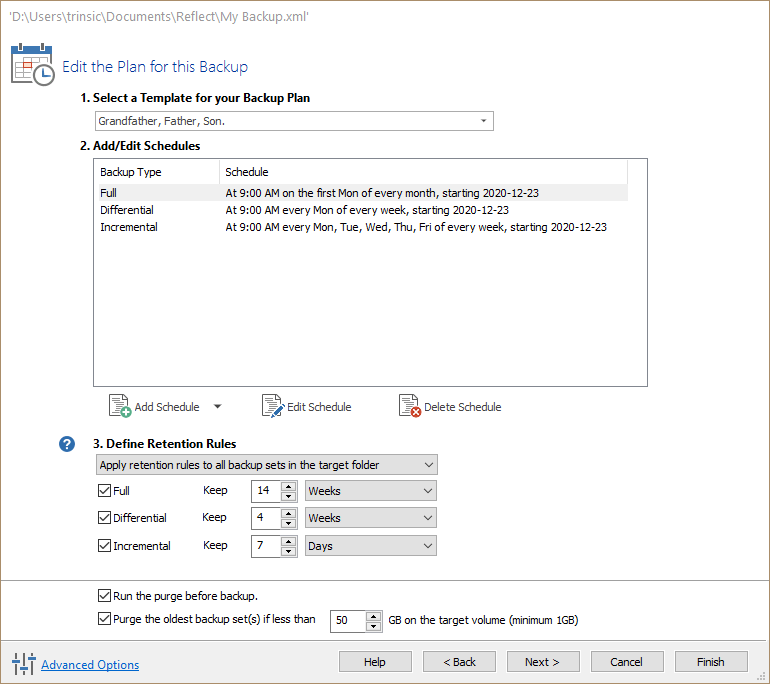 'D:\Users\trinsic\Documents\Reflect\My Backup.xml'
Edit the Plan for this Backup
1. Select a Template for your Backup Plan
Grandfather, Father, Son.
2. Add/Edit Schedules
Backup Type Schedule
Full At 9:00 AM on the first Mon of every month, starting 2020-12-23
Differential At 9:00 AM every Mon of every week, starting 2020-12-23
Incremental At 9:00 AM every Mon, Tue, Wed, Thu, Fri of every week, starting 2020-12-23
Add Schedule Edit Schedule Delete Schedule
? 3. Define Retention Rules
Apply retention rules to all backup sets in the target folder
Full Keep 14 Weeks
Differential Keep 4 Weeks
Incremental Keep 7 Days
Run the purge before backup.
Purge the oldest backup set(s) if less than 50 GB on the target volume (minimum 1GB)
Advanced Options Help < Back Next > Cancel Finish